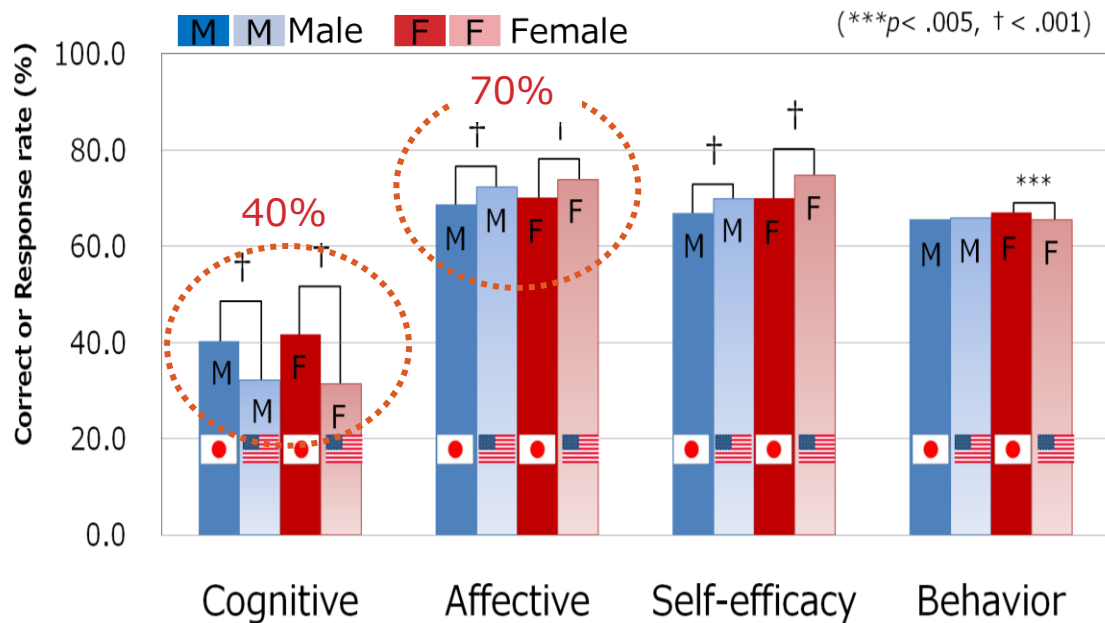 M M Male F F Female
(***p< .005, †< .001)
Correct or Response rate (%)
100.0
80.0
60.0
40.0
20.0
0.0
40%
70%
† †
†
† †
***
M M F F
M M F F
M M F F
M M F F
Cognitive Affective Self-efficacy Behavior